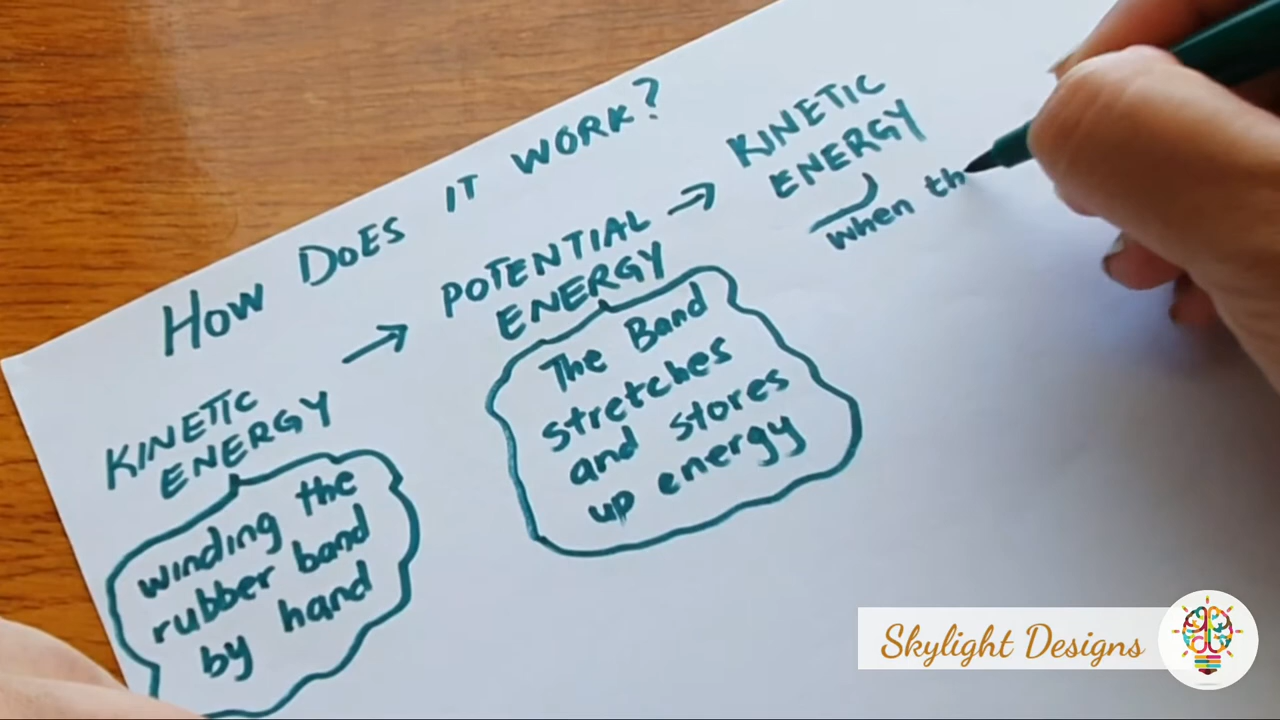 HOW DOES IT WORK?
KINETIC
ENERGY
winding the
rubber band
by hand
→
POTENTIAL
ENERGY
The Band
stretches
and stores
up energy
→
KINETIC
ENERGY
when th
Skylight Designs